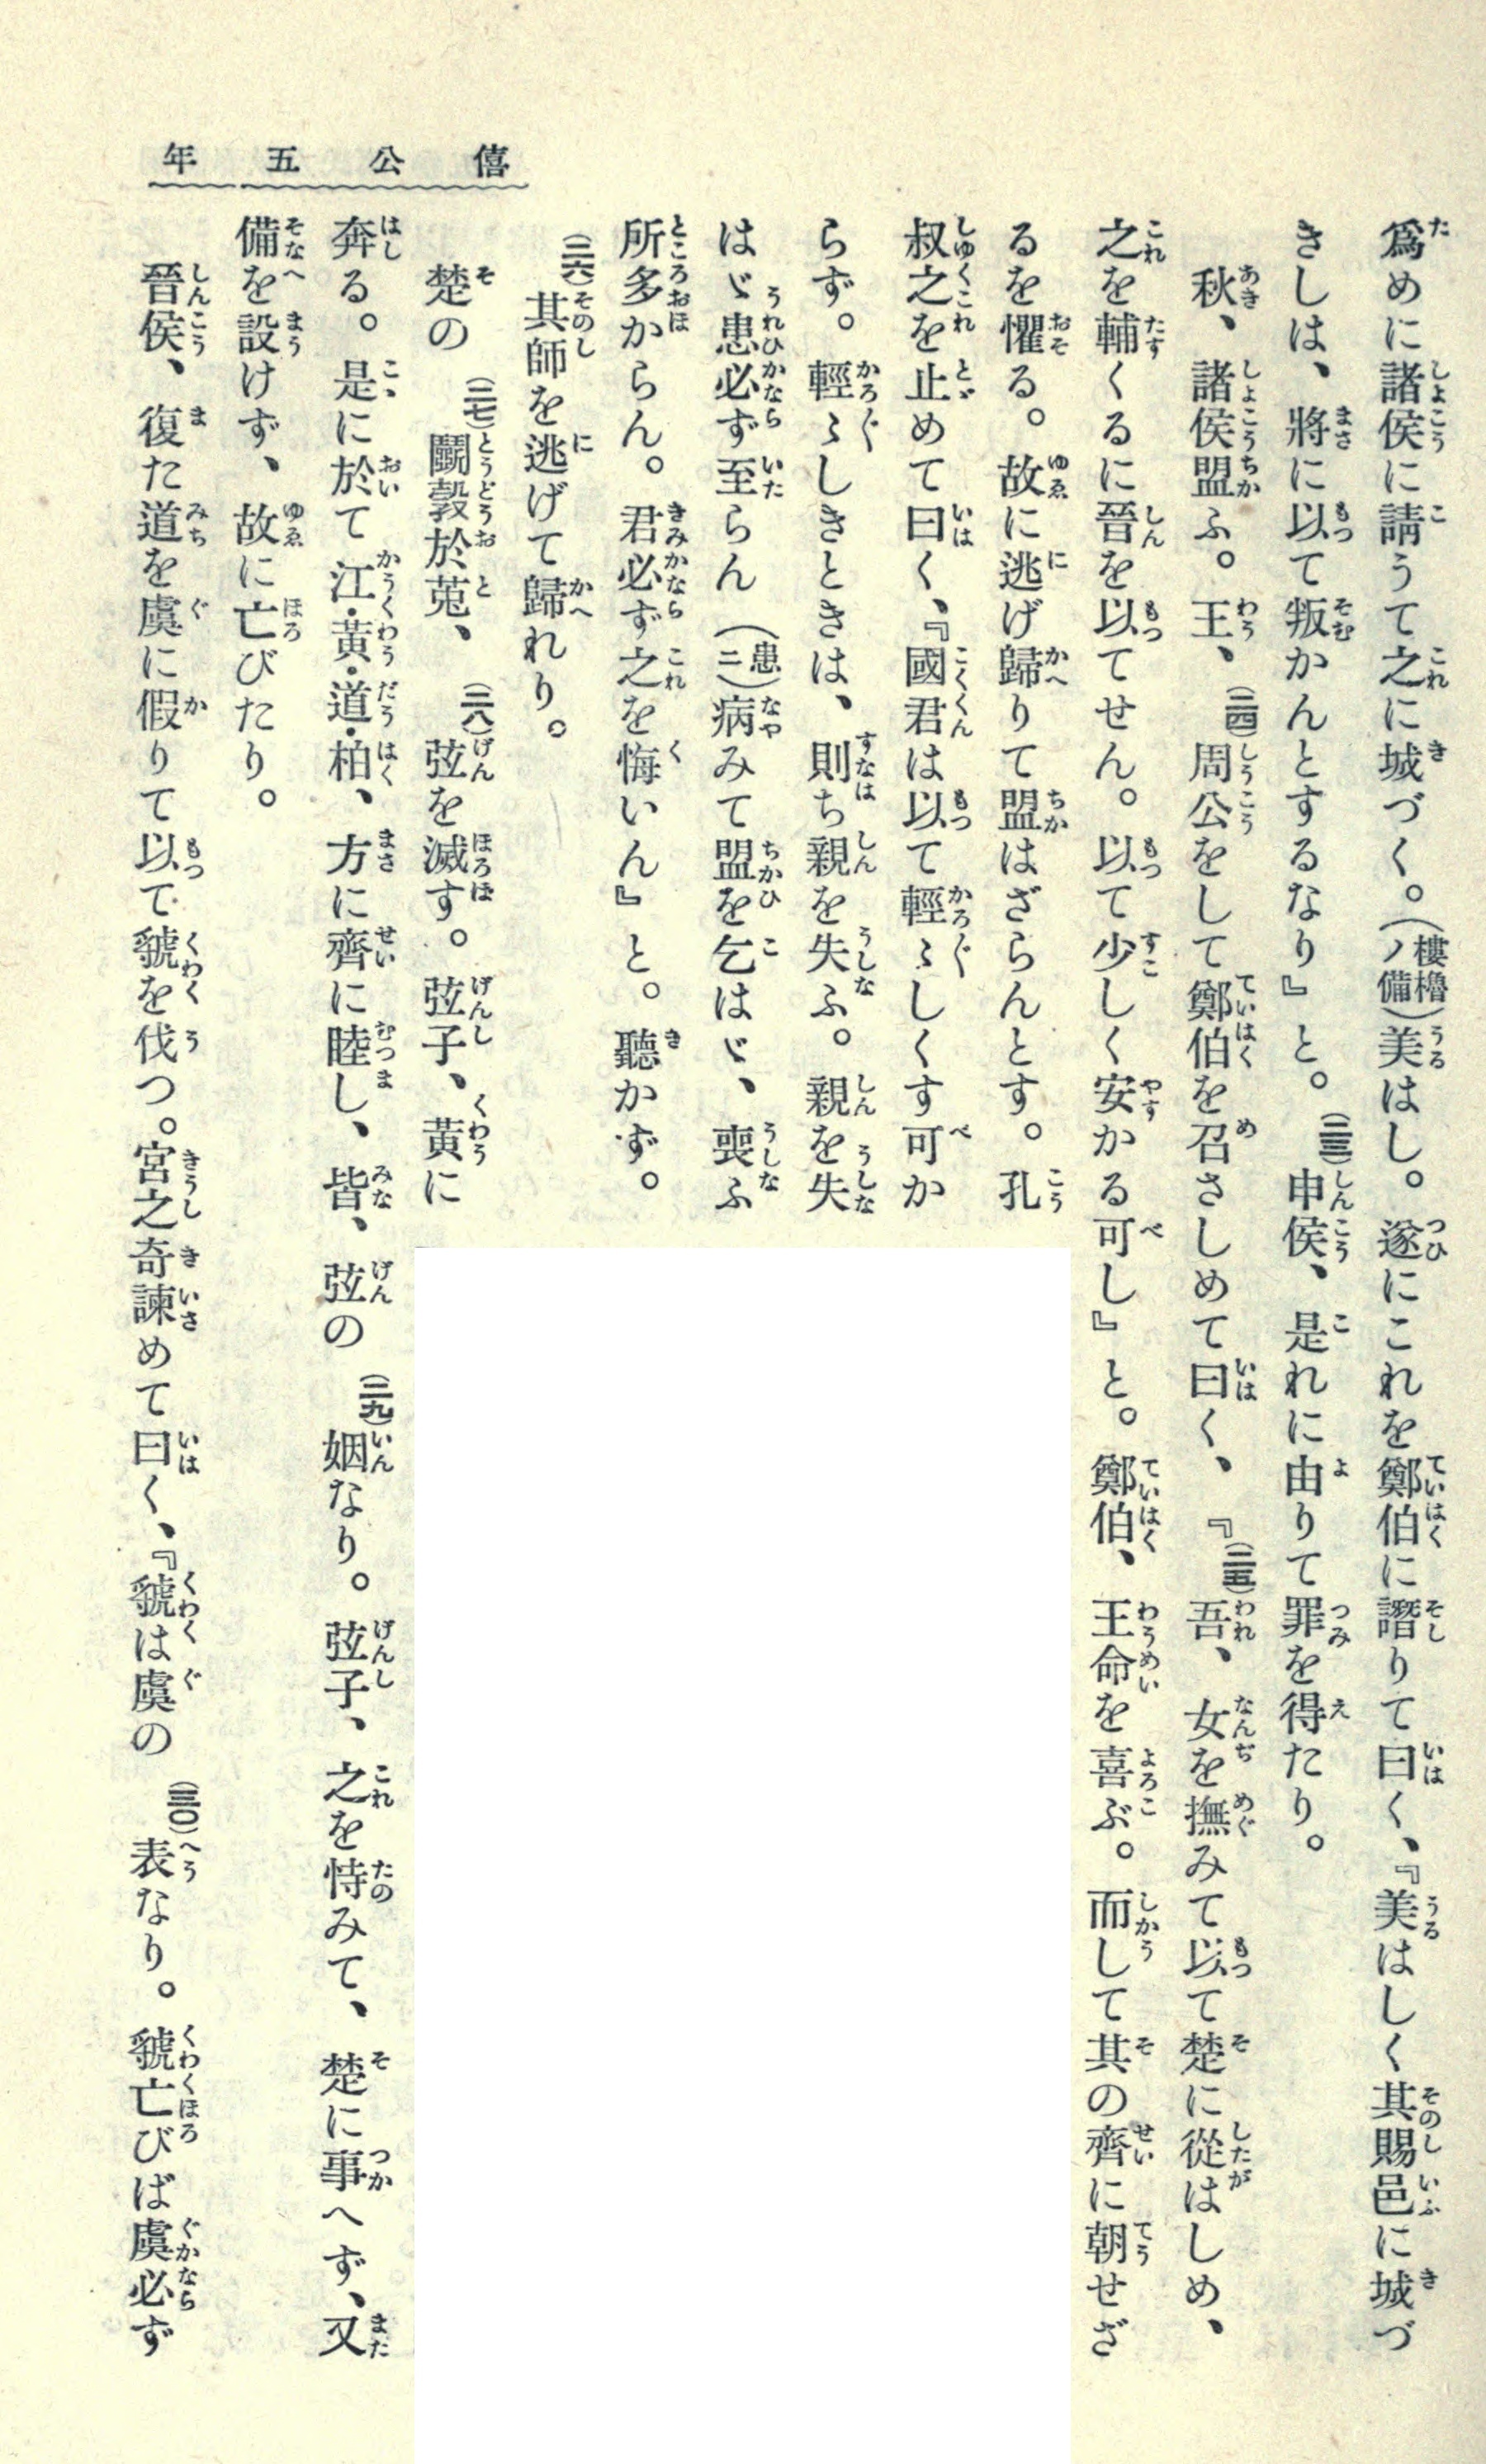 僖公五年
爲めに諸侯に請うて之に城づく。(樓櫓ノ備)美はし。遂にこれを鄭伯に譖りて曰く、『美はしく其賜邑に城づ
きしは、將に以て叛かんとするなり』と。(二三)申侯、是れに由りて罪を得たり。
秋、諸侯盟ふ。王、(二四)周公をして鄭伯を召さしめて曰く、『(二五)吾、女を撫みて以て楚に從はしめ、
之を輔くるに晉を以てせん。以て少しく安かる可し』と。鄭伯、王命を喜ぶ。而して其の齊に朝せざ
るを懼る。故に逃げ歸りて盟はざらんとす。孔
叔之を止めて曰く、『國君は以て輕〻しくす可か
らず。輕〻しきときは、則ち親を失ふ。親を失
はゞ患必ず至らん(患ニ)病みて盟を乞はゞ、喪ふ
所多からん。君必ず之を悔いん』と。聽かず。
(二六)其師を逃げて歸れり。
楚の(二七)鬭穀於菟、(二八)弦を滅す。弦子、黃に
奔る。是に於て江・黃・道・柏、方に齊に睦し、皆、弦の(二九)姻なり。弦子、之を恃みて、楚に事へず、又
備を設けず、故に亡びたり。
晉侯、復た道を虞に假りて以て虢を伐つ。宮之奇諫めて曰く、『虢は虞の(三〇)表なり。虢亡びば虞必ず